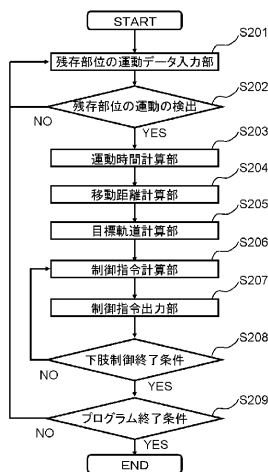 START
S201
残存部位の運動データ入力部
S202
残存部位の運動の検出
NO
YES
S203
運動時間計算部
S204
移動距離計算部
S205
目標軌道計算部
S206
制御指令計算部
S207
制御指令出力部
S208
下肢制御終了条件
NO
YES
S209
プログラム終了条件
NO
YES
END